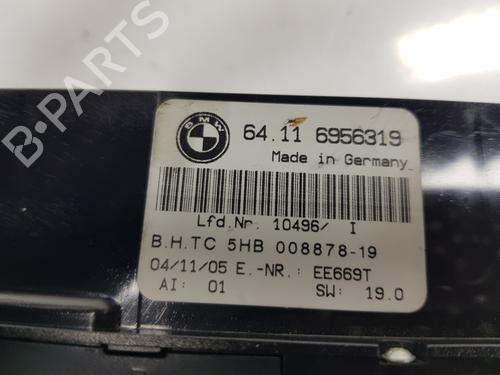 BMW
64.11 6956319
Made in Germany
Lfd.Nr. 10496/ I
B.H.TC 5HB 008878-19
04/11/05 E.-NR.: EE669T
AI: 01 SW: 19.0
B-PARTS